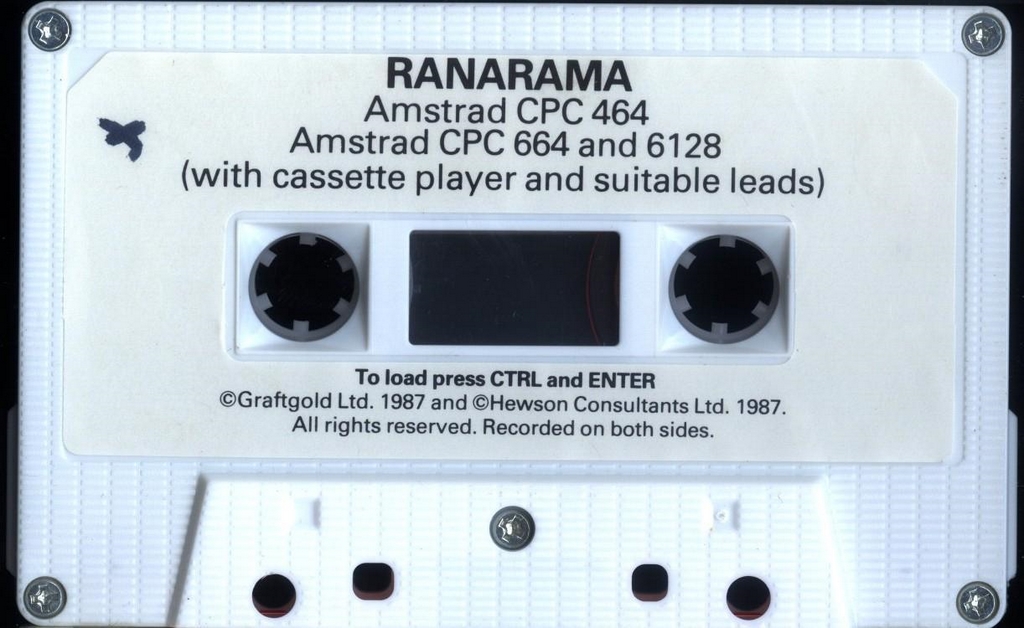 RANARAMA
Amstrad CPC 464
Amstrad CPC 664 and 6128
(with cassette player and suitable leads)
To load press CTRL and ENTER
©Graftgold Ltd. 1987 and ©Hewson Consultants Ltd. 1987.
All rights reserved. Recorded on both sides.